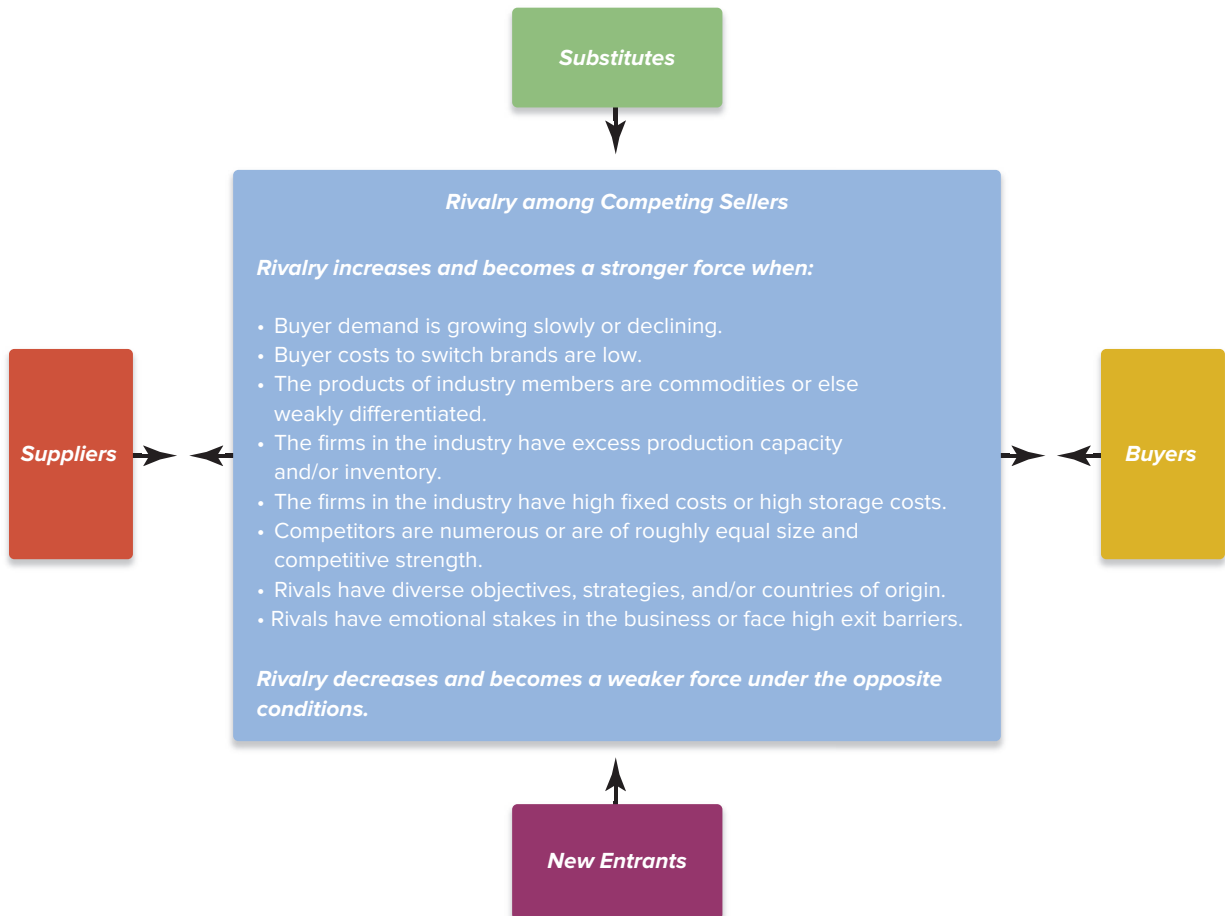 Substitutes
Rivalry among Competing Sellers
Rivalry increases and becomes a stronger force when:
• Buyer demand is growing slowly or declining.
• Buyer costs to switch brands are low.
• The products of industry members are commodities or else
weakly differentiated.
• The firms in the industry have excess production capacity
and/or inventory.
• The firms in the industry have high fixed costs or high storage costs.
• Competitors are numerous or are of roughly equal size and
competitive strength.
• Rivals have diverse objectives, strategies, and/or countries of origin.
• Rivals have emotional stakes in the business or face high exit barriers.
Rivalry decreases and becomes a weaker force under the opposite
conditions.
Suppliers
Buyers
New Entrants